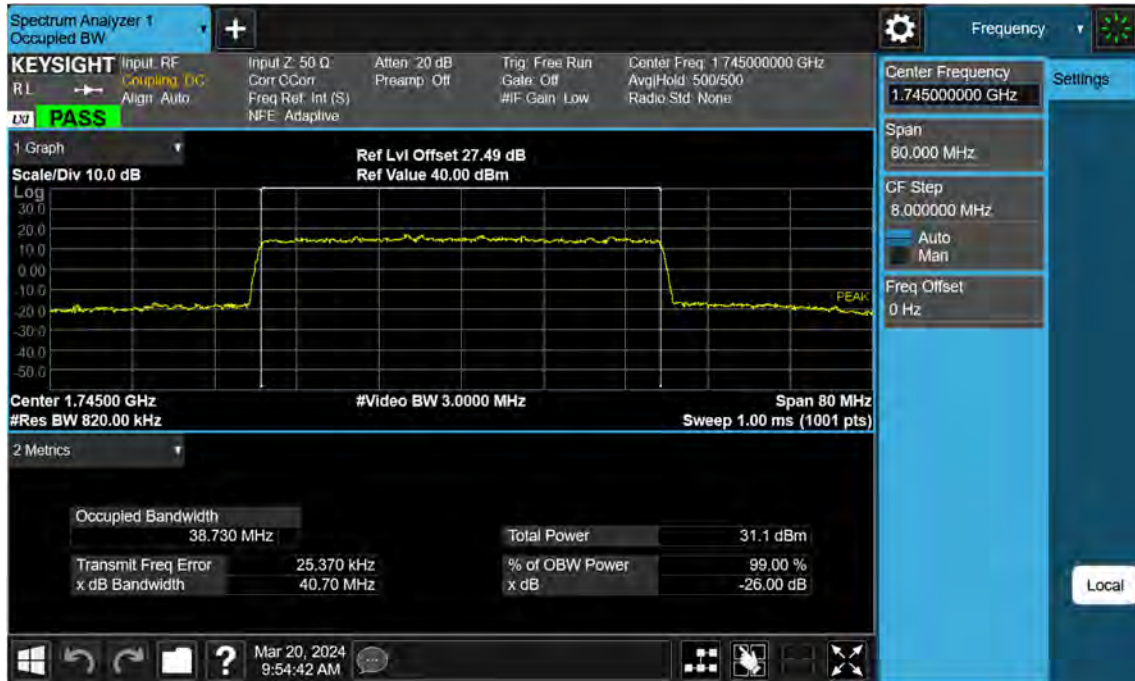 Spectrum Analyzer 1
Occupied BW
+
Frequency
KEYSIGHT
RL
LXI
PASS
Input: RF
Coupling: DC
Align: Auto
Input Z: 50 Ω
Corr CCorr
Freq Ref: Int (S)
NFE: Adaptive
Atten: 20 dB
Preamp: Off
Trig: Free Run
Gate: Off
#IF Gain: Low
Center Freq: 1.745000000 GHz
Avg|Hold: 500/500
Radio Std: None
Center Frequency
1.745000000 GHz
Settings
Span
80.000 MHz
CF Step
8.000000 MHz
Auto
Man
Freq Offset
0 Hz
1 Graph
Scale/Div 10.0 dB
Ref Lvl Offset 27.49 dB
Ref Value 40.00 dBm
Log
30.0
20.0
10.0
0.00
-10.0
-20.0
-30.0
-40.0
-50.0
PEAK
Center 1.74500 GHz
#Video BW 3.0000 MHz
Span 80 MHz
#Res BW 820.00 kHz
Sweep 1.00 ms (1001 pts)
2 Metrics
Occupied Bandwidth
38.730 MHz
Total Power 31.1 dBm
Transmit Freq Error 25.370 kHz
% of OBW Power 99.00 %
x dB Bandwidth 40.70 MHz
x dB -26.00 dB
Local
?
Mar 20, 2024
9:54:42 AM